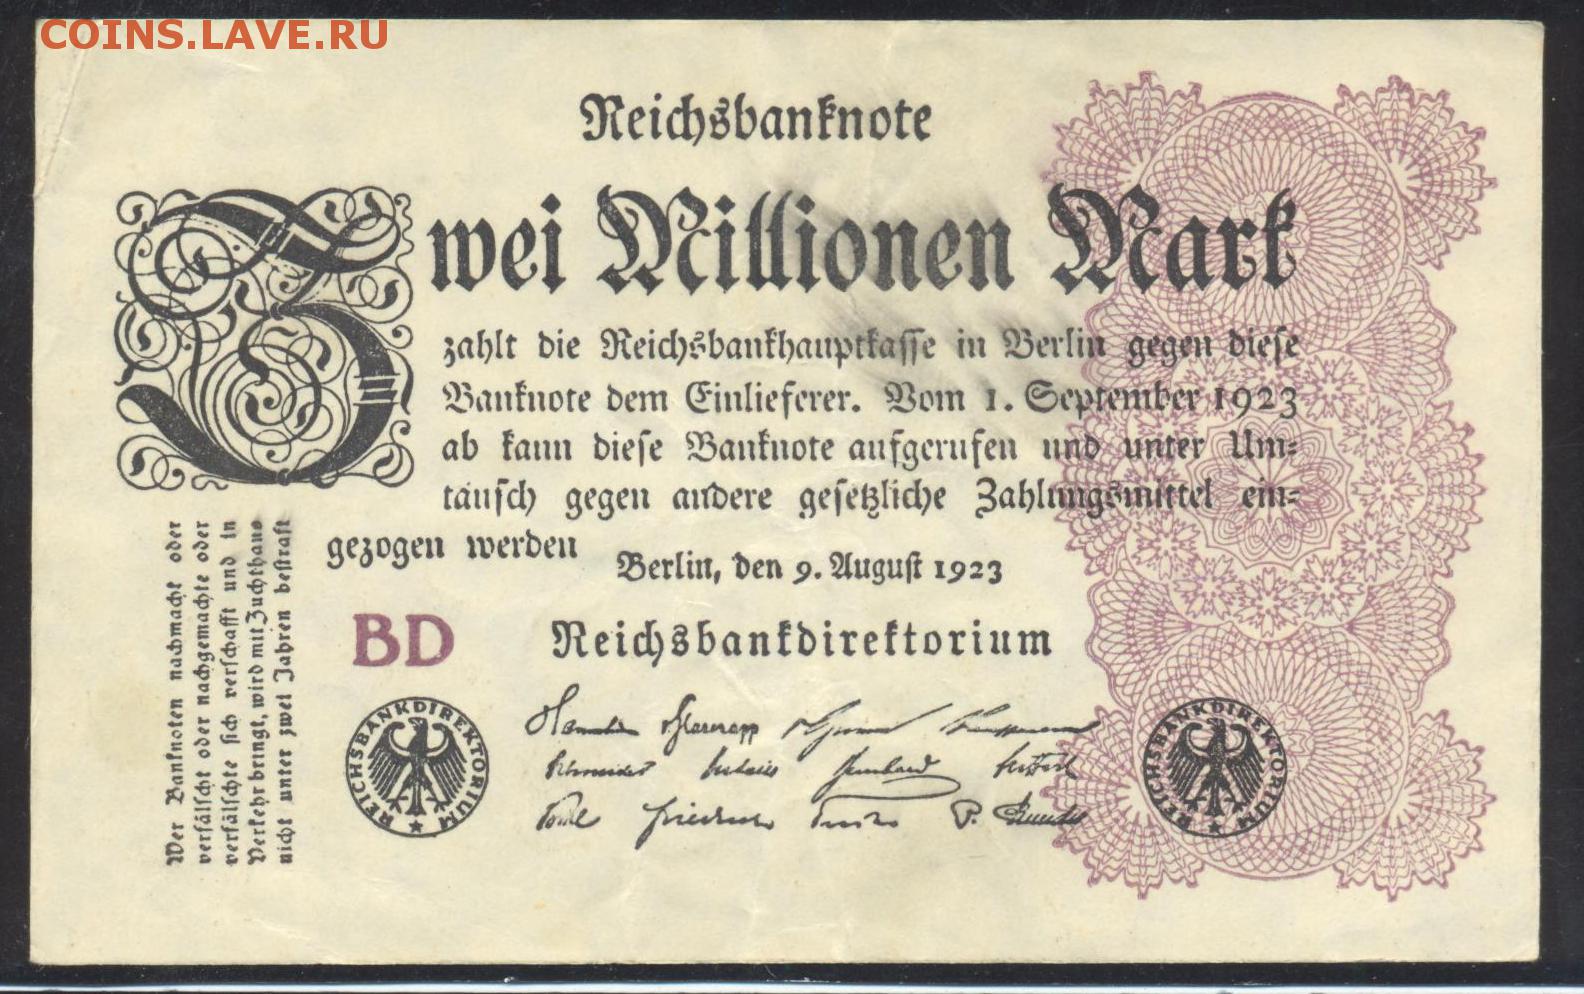 COINS.LAVE.RU
Reichsbanknote
Zwei Millionen Mark
zahlt die Reichsbankhauptkasse in Berlin gegen diese
Banknote dem Einlieferer. Vom 1. September 1923
ab kann diese Banknote aufgerufen und unter Um=
tausch gegen andere gesetzliche Zahlungsmittel ein=
gezogen werden
Berlin, den 9. August 1923
BD
Reichsbankdirektorium
Wer Banknoten nachmacht oder
verfälscht oder nachgemachte oder
verfälschte sich verschafft und in
Verkehr bringt, wird mit Zuchthaus
nicht unter zwei Jahren bestraft
REICHSBANKDIREKTORIUM
REICHSBANKDIREKTORIUM